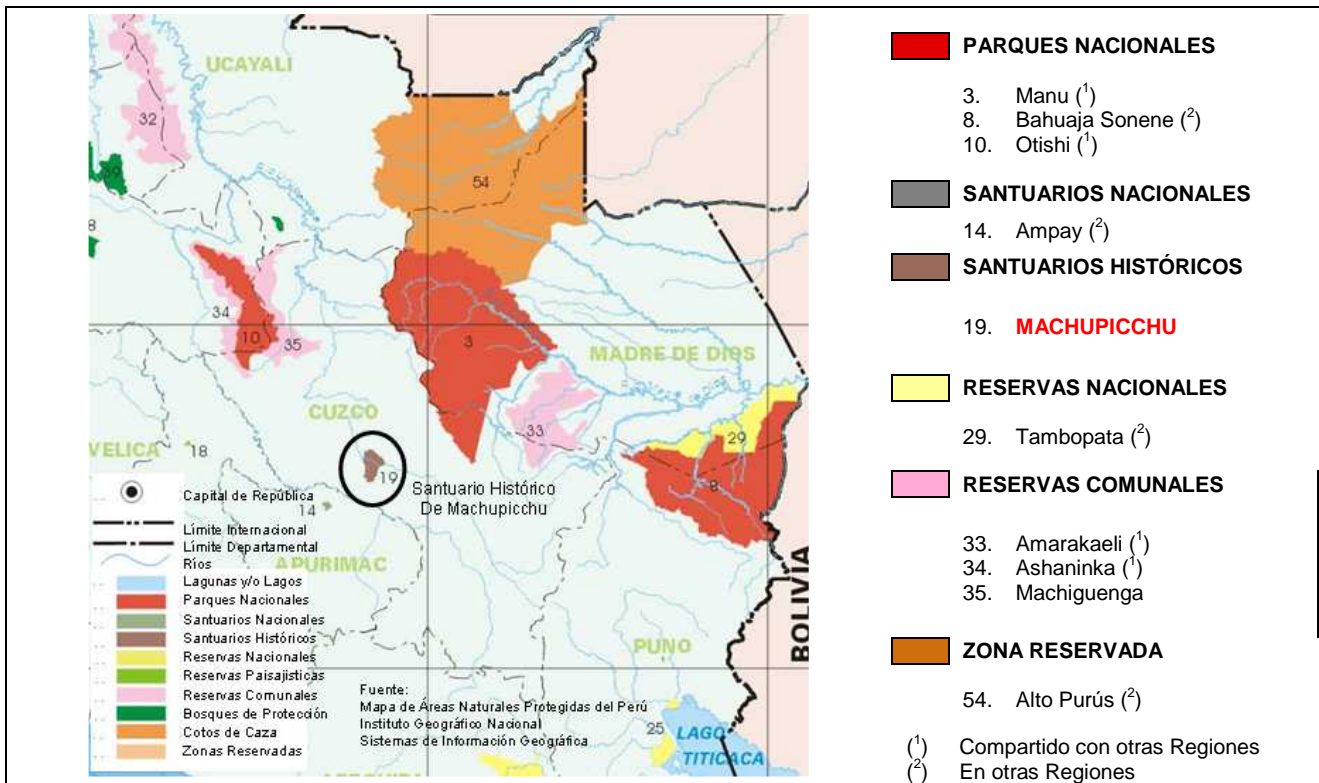 UCAYALI
32
39
8
54
34
10
35
3
MADRE DE DIOS
CUZCO
33
29
8
VELICA
18
19
Santuario Histórico
De Machupicchu
14
APURIMAC
BOLIVIA
PUNO
25
LAGO
TITICACA
Capital de República
Límite Internacional
Límite Departamental
Ríos
Lagunas y/o Lagos
Parques Nacionales
Santuarios Nacionales
Santuarios Históricos
Reservas Nacionales
Reservas Paisajisticas
Reservas Comunales
Bosques de Protección
Cotos de Caza
Zonas Reservadas
Fuente:
Mapa de Áreas Naturales Protegidas del Perú
Instituto Geográfico Nacional
Sistemas de Información Geográfica
PARQUES NACIONALES
3. Manu (1)
8. Bahuaja Sonene (2)
10. Otishi (1)
SANTUARIOS NACIONALES
14. Ampay (2)
SANTUARIOS HISTÓRICOS
19. MACHUPICCHU
RESERVAS NACIONALES
29. Tambopata (2)
RESERVAS COMUNALES
33. Amarakaeli (1)
34. Ashaninka (1)
35. Machiguenga
ZONA RESERVADA
54. Alto Purús (2)
(1) Compartido con otras Regiones
(2) En otras Regiones